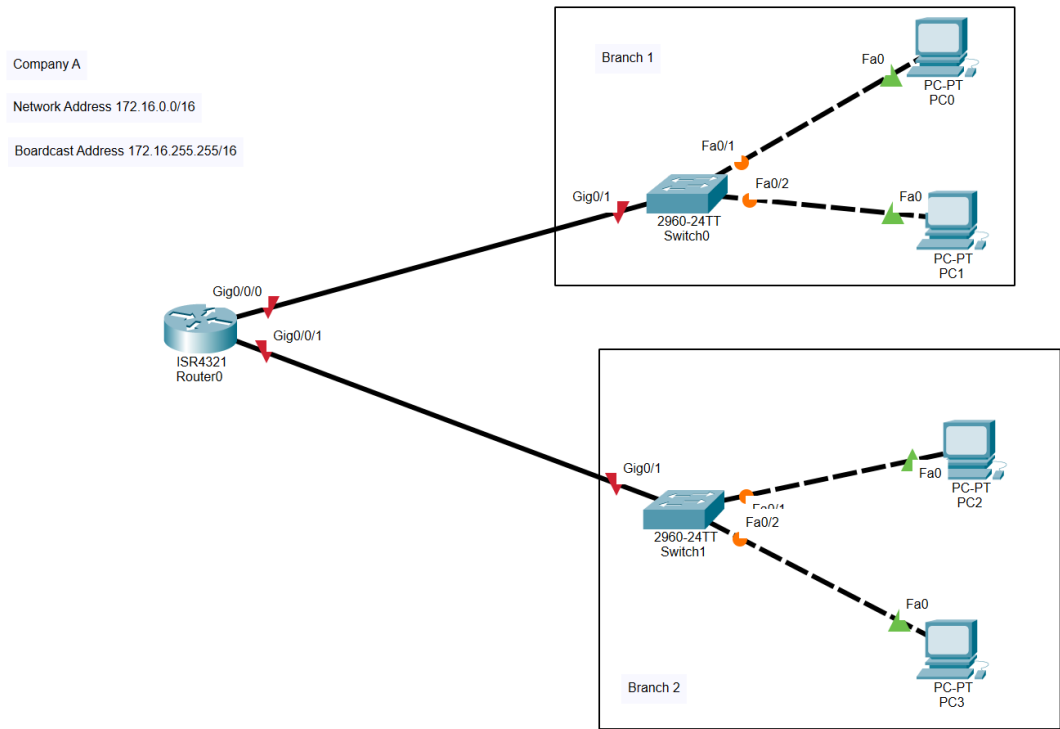 Company A
Network Address 172.16.0.0/16
Boardcast Address 172.16.255.255/16
Branch 1
Fa0
PC-PT
PC0
Fa0/1
Fa0/2
Fa0
Gig0/1
2960-24TT
Switch0
PC-PT
PC1
Gig0/0/0
Gig0/0/1
ISR4321
Router0
Gig0/1
Fa0
PC-PT
PC2
Fa0/1
Fa0/2
2960-24TT
Switch1
Fa0
Branch 2
PC-PT
PC3